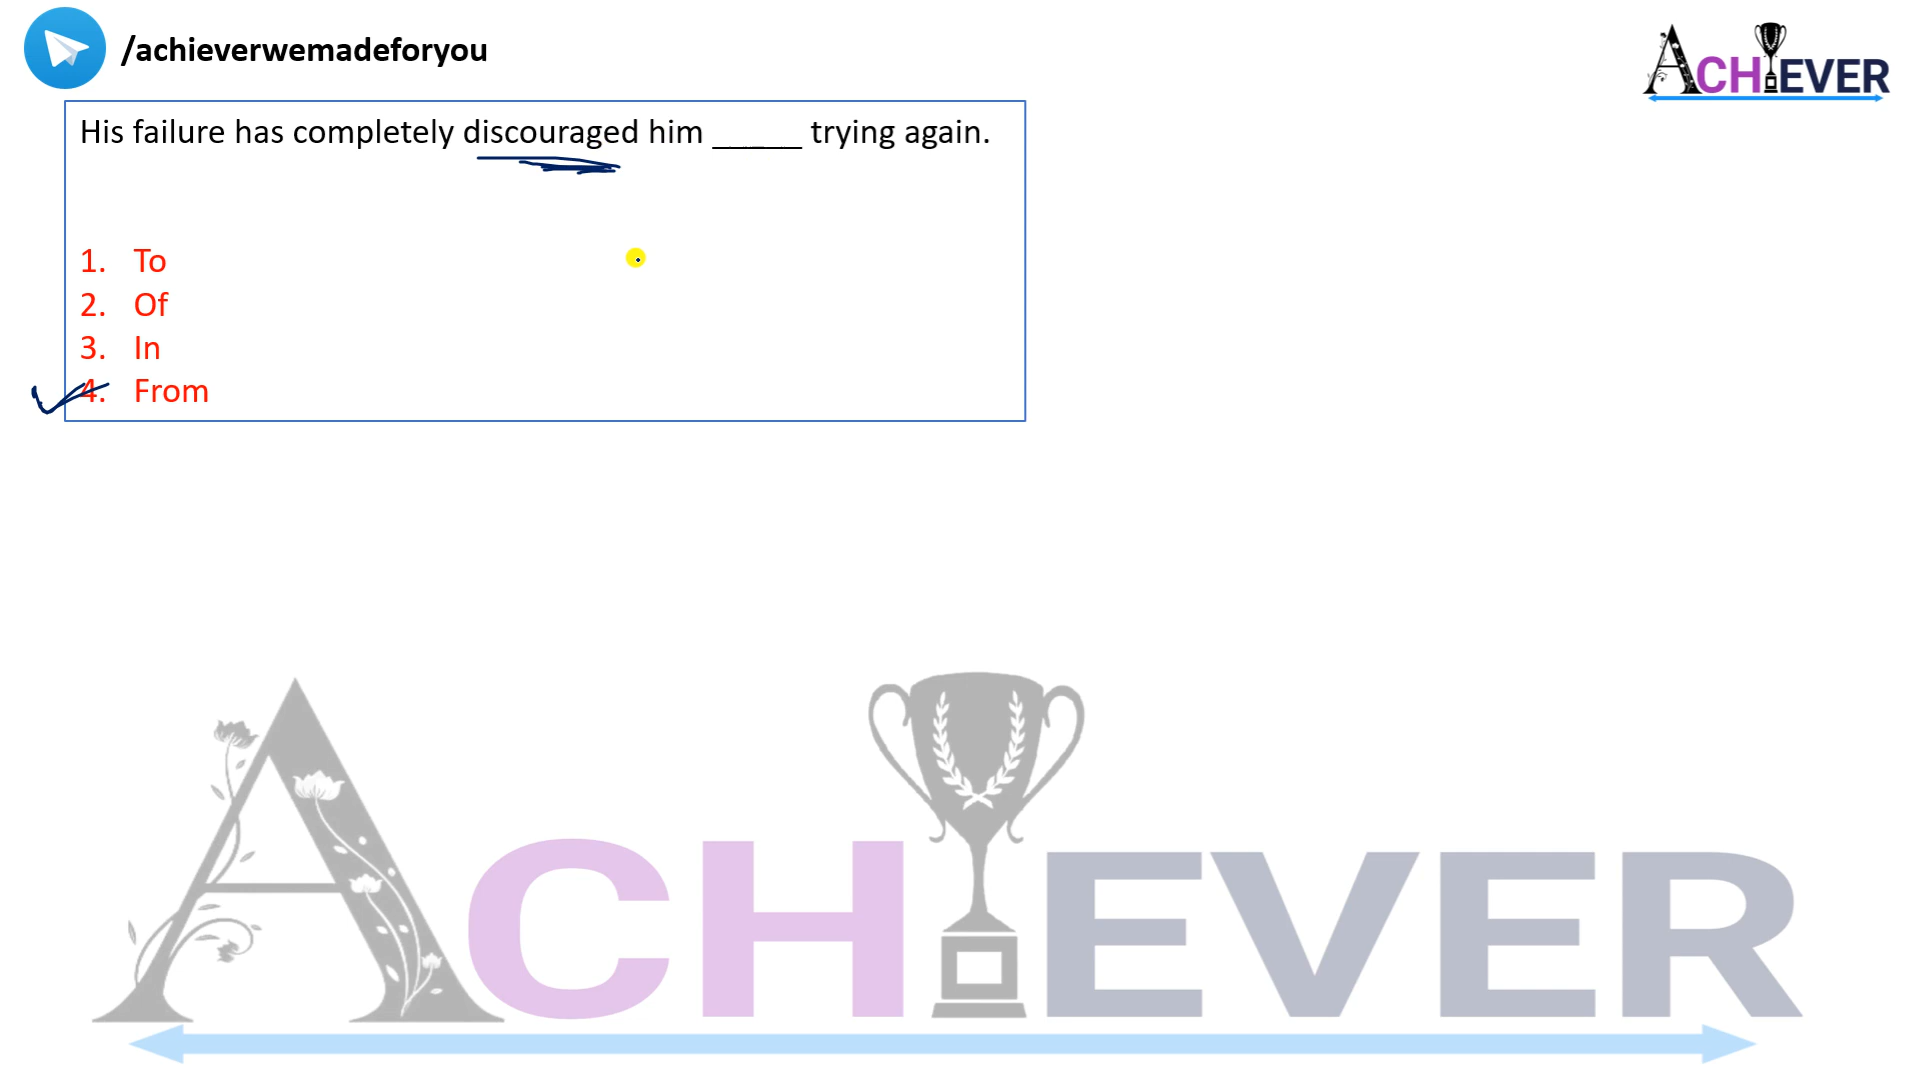 /achieverwemadeforyou
ACHIEVER
His failure has completely discouraged him _____ trying again.
1. To
2. Of
3. In
4. From
ACHIEVER